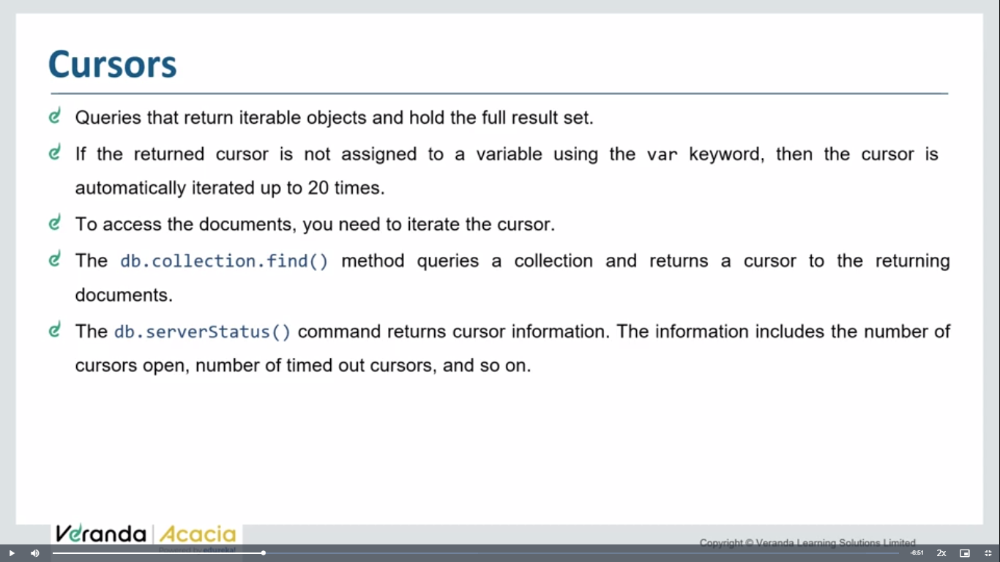 Cursors
Queries that return iterable objects and hold the full result set.
If the returned cursor is not assigned to a variable using the var keyword, then the cursor is
automatically iterated up to 20 times.
To access the documents, you need to iterate the cursor.
The db.collection.find() method queries a collection and returns a cursor to the returning
documents.
The db.serverStatus() command returns cursor information. The information includes the number of
cursors open, number of timed out cursors, and so on.
Veranda | Acacia
Powered by edureka!
Copyright © Veranda Learning Solutions Limited
-6:51
2x